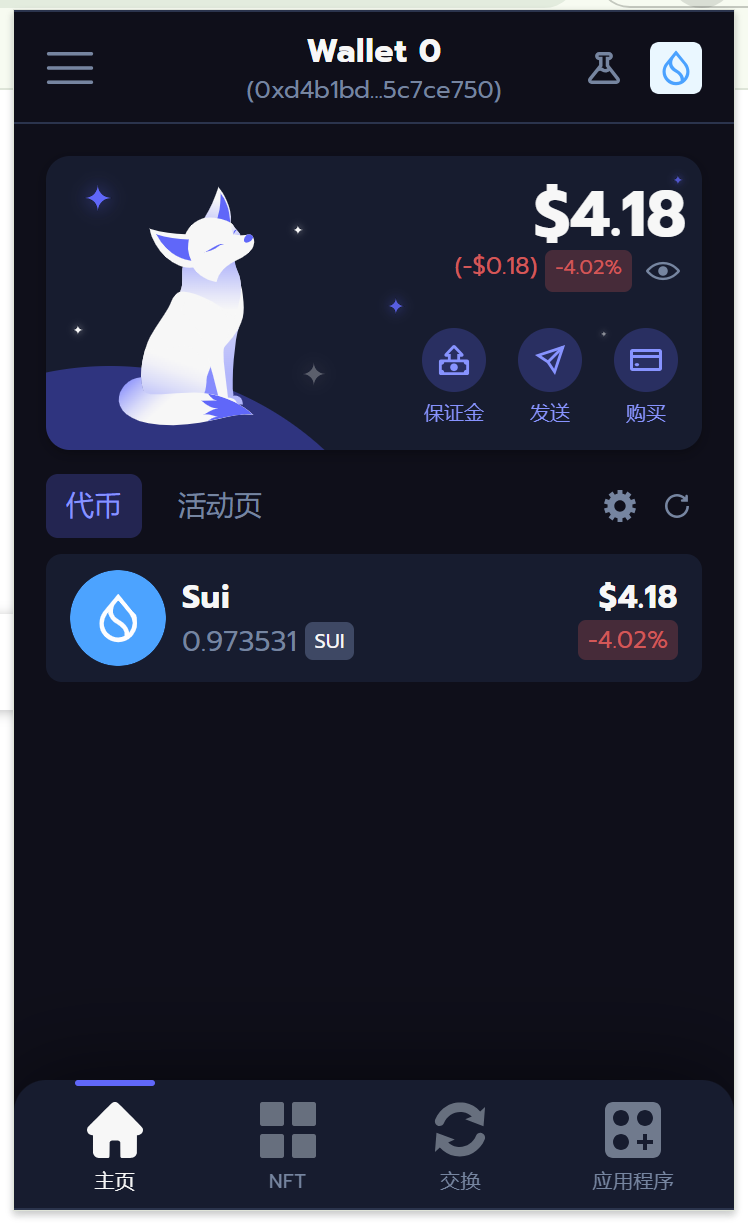 Wallet 0
(0xd4b1bd...5c7ce750)
$4.18
(-$0.18) -4.02%
保证金 发送 购买
代币 活动页
Sui $4.18
0.973531 SUI -4.02%
主页 NFT 交换 应用程序